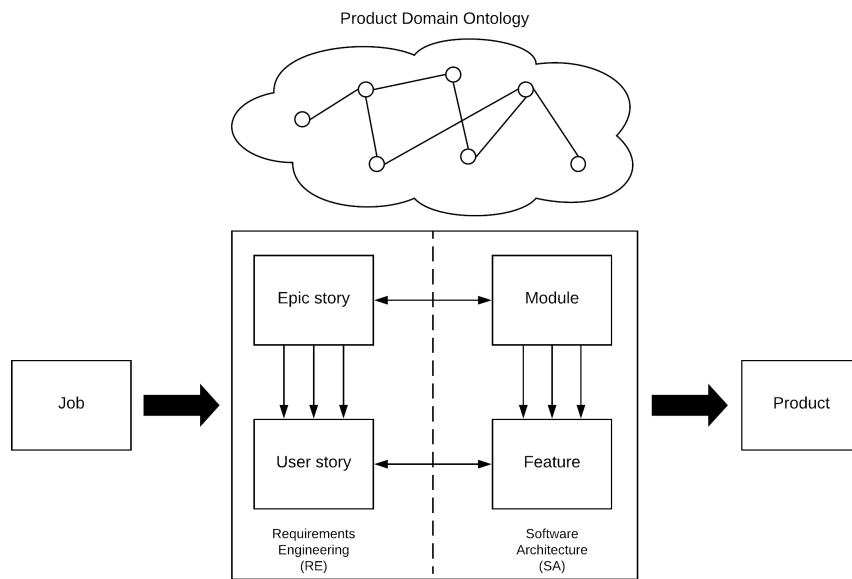 Product Domain Ontology
Epic story
Module
Job
Product
User story
Feature
Requirements
Engineering
(RE)
Software
Architecture
(SA)